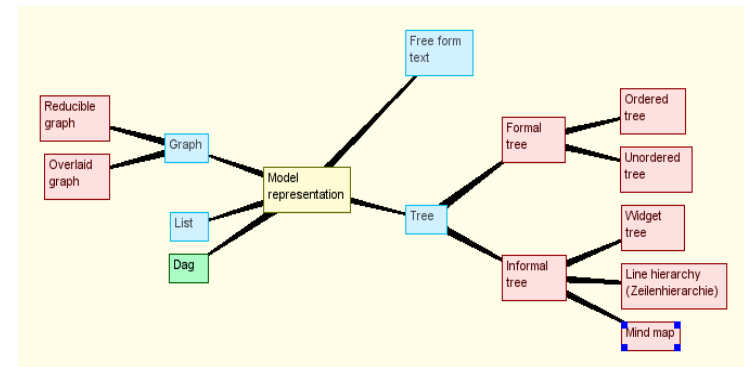 Free form
text
Reducible
graph
Overlaid
graph
Graph
Model
representation
List
Dag
Tree
Formal
tree
Ordered
tree
Unordered
tree
Informal
tree
Widget
tree
Line hierarchy
(Zeilenhierarchie)
Mind map